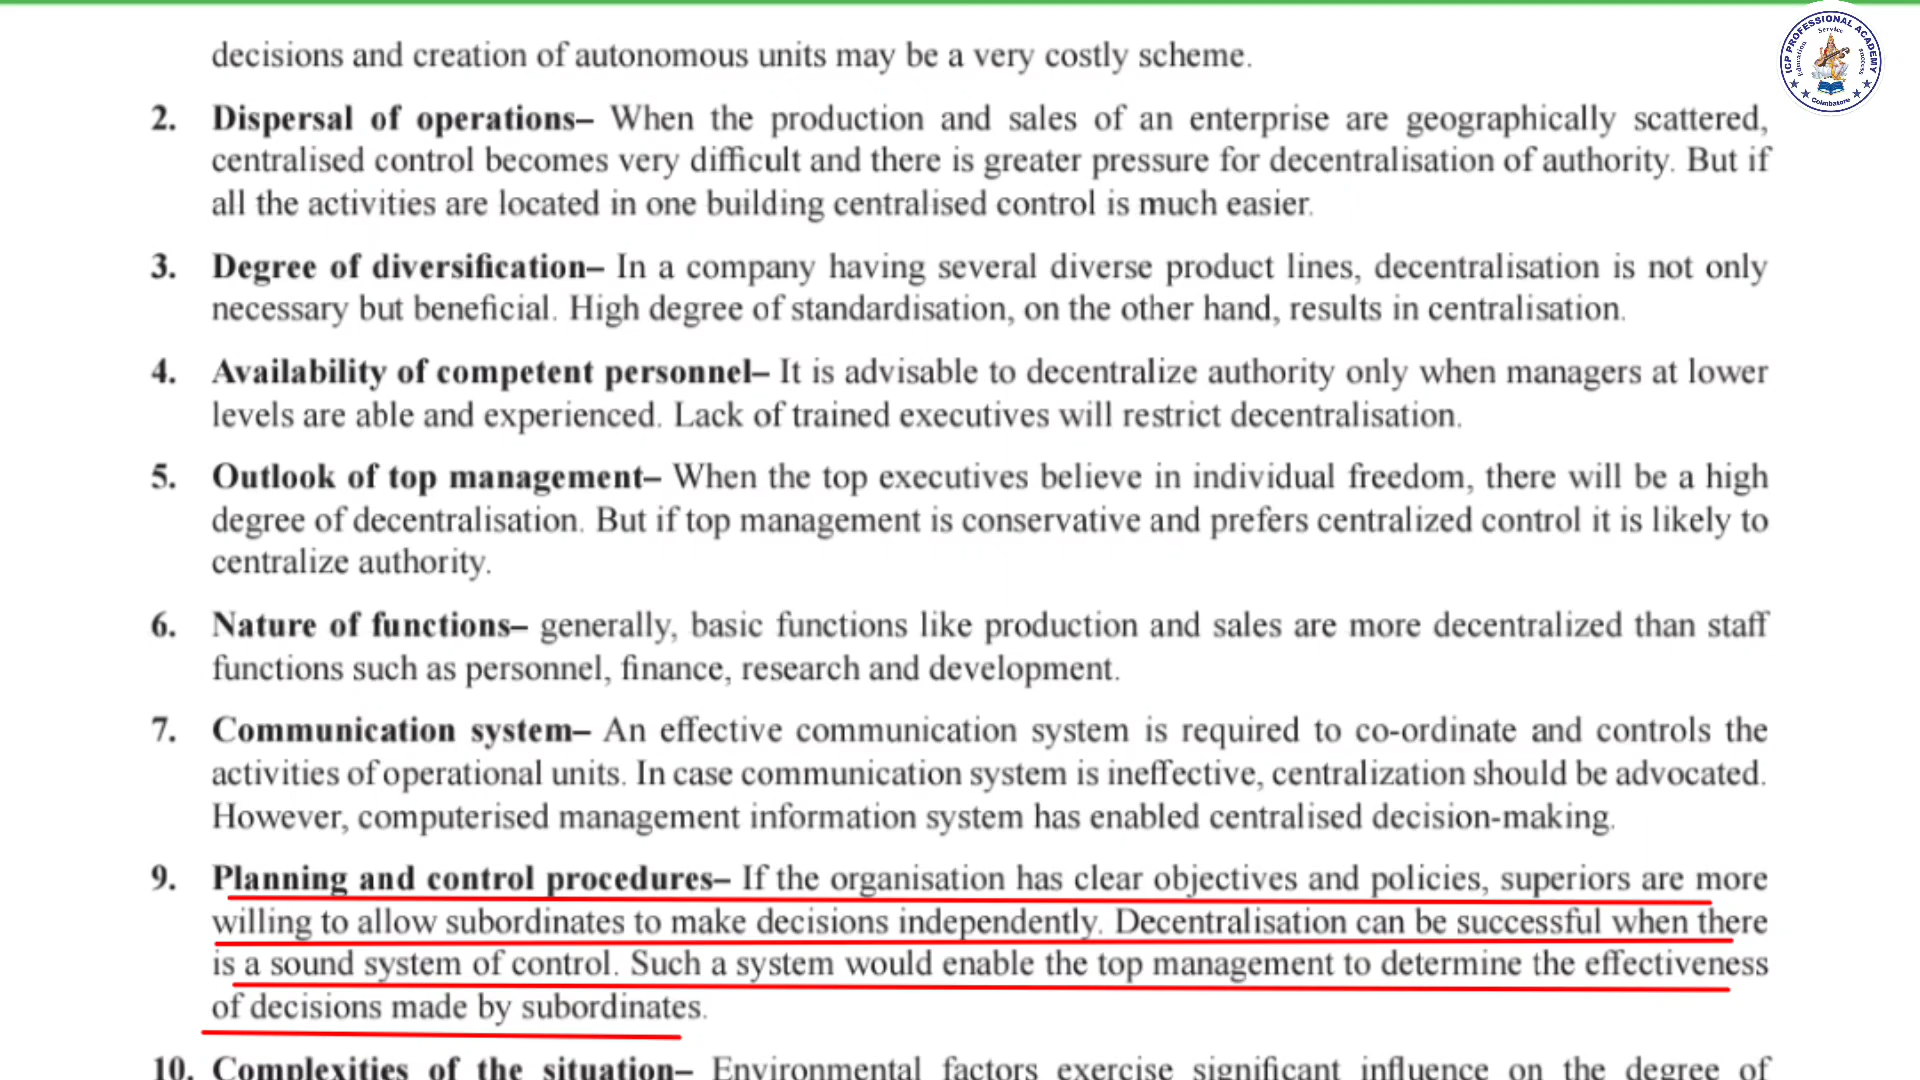 decisions and creation of autonomous units may be a very costly scheme.
2. Dispersal of operations– When the production and sales of an enterprise are geographically scattered,
centralised control becomes very difficult and there is greater pressure for decentralisation of authority. But if
all the activities are located in one building centralised control is much easier.
3. Degree of diversification– In a company having several diverse product lines, decentralisation is not only
necessary but beneficial. High degree of standardisation, on the other hand, results in centralisation.
4. Availability of competent personnel– It is advisable to decentralize authority only when managers at lower
levels are able and experienced. Lack of trained executives will restrict decentralisation.
5. Outlook of top management– When the top executives believe in individual freedom, there will be a high
degree of decentralisation. But if top management is conservative and prefers centralized control it is likely to
centralize authority.
6. Nature of functions– generally, basic functions like production and sales are more decentralized than staff
functions such as personnel, finance, research and development.
7. Communication system– An effective communication system is required to co-ordinate and controls the
activities of operational units. In case communication system is ineffective, centralization should be advocated.
However, computerised management information system has enabled centralised decision-making.
9. Planning and control procedures– If the organisation has clear objectives and policies, superiors are more
willing to allow subordinates to make decisions independently. Decentralisation can be successful when there
is a sound system of control. Such a system would enable the top management to determine the effectiveness
of decisions made by subordinates.
10. Complexities of the situation– Environmental factors exercise significant influence on the degree of
ICP PROFESSIONAL ACADEMY
Service
Education
Success
Coimbatore